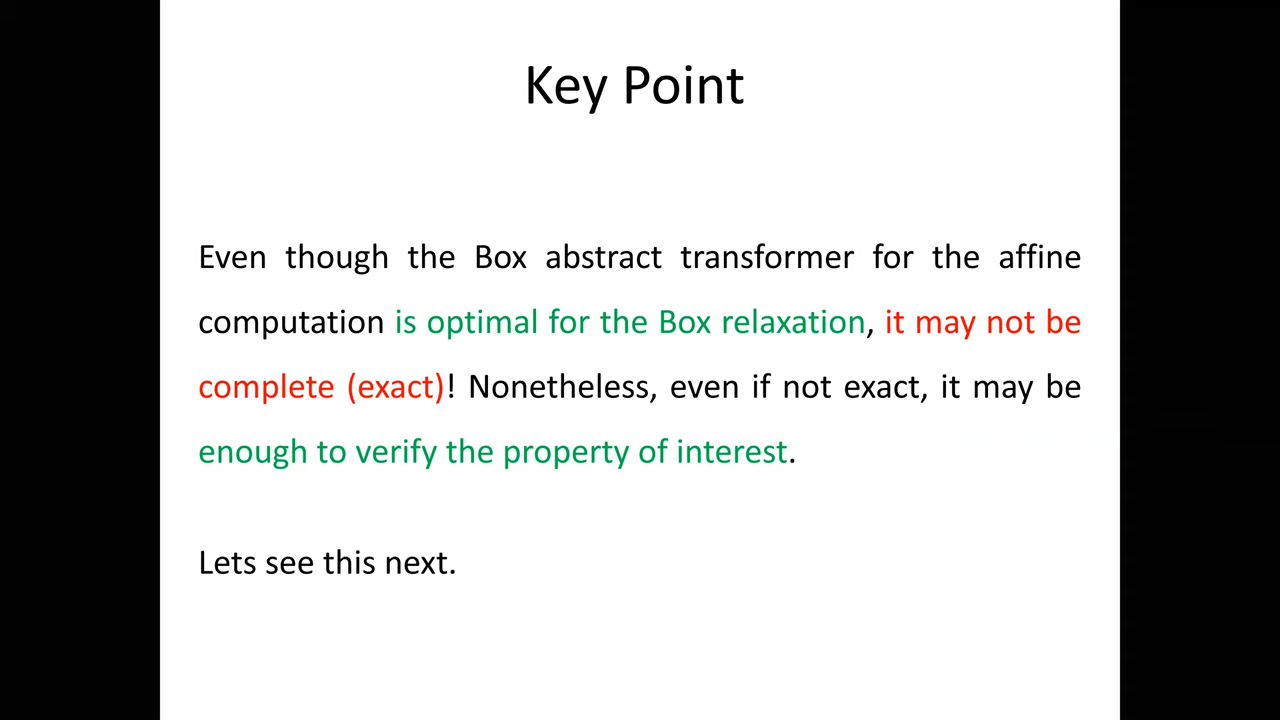 Key Point
Even though the Box abstract transformer for the affine
computation is optimal for the Box relaxation, it may not be
complete (exact)! Nonetheless, even if not exact, it may be
enough to verify the property of interest.
Lets see this next.